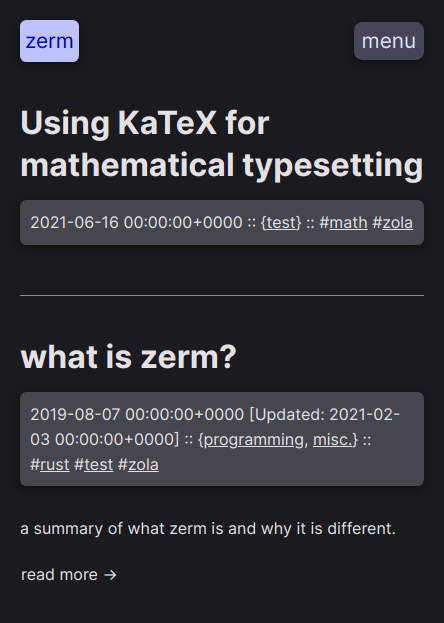 zerm
menu
Using KaTeX for
mathematical typesetting
2021-06-16 00:00:00+0000 :: {test} :: #math #zola
what is zerm?
2019-08-07 00:00:00+0000 [Updated: 2021-02-
03 00:00:00+0000] :: {programming, misc.} ::
#rust #test #zola
a summary of what zerm is and why it is different.
read more →